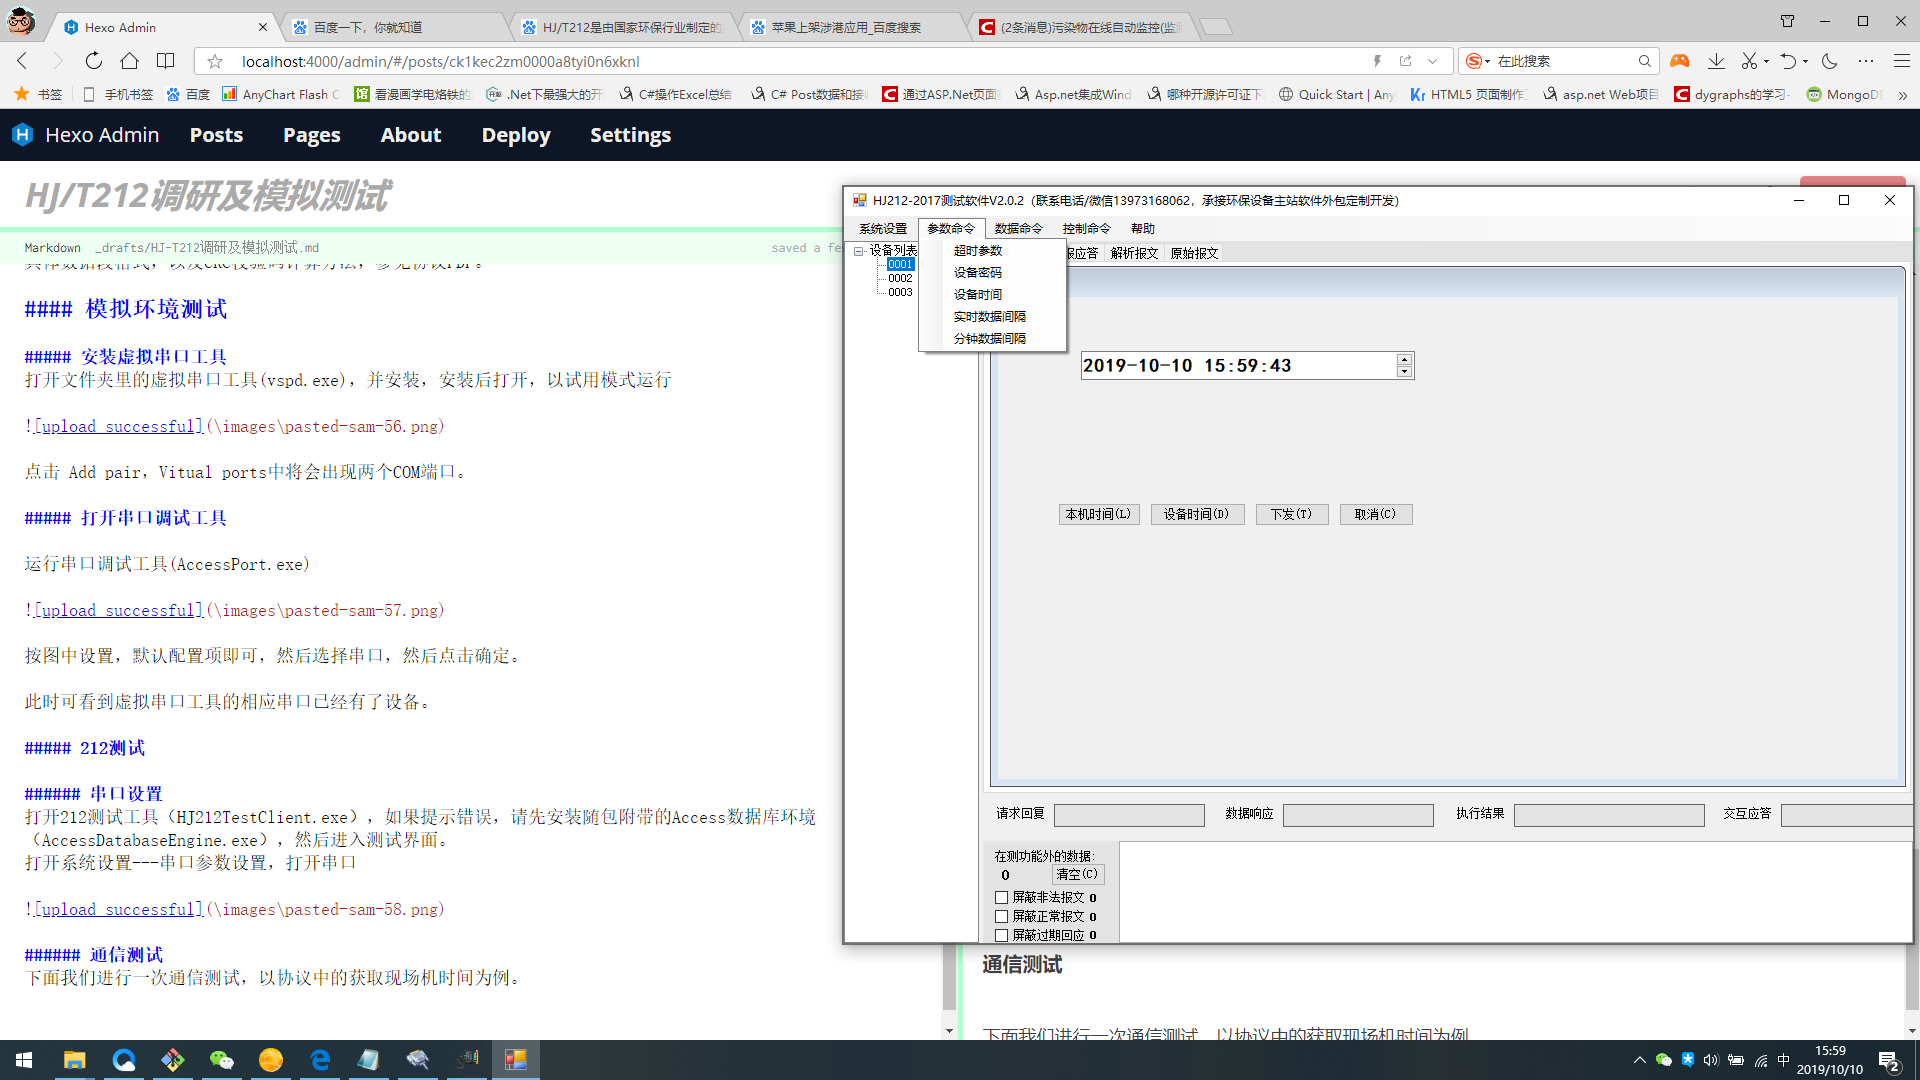 Hexo Admin
百度一下，你就知道
HJ/T212是由国家环保行业制定的
苹果上架涉港应用_百度搜索
(2条消息)污染物在线自动监控(监
localhost:4000/admin/#/posts/ck1kec2zm0000a8tyi0n6xknl
在此搜索
书签
手机书签
百度
AnyChart Flash C
看漫画学电烙铁的
.Net下最强大的开
C#操作Excel总结
C# Post数据和接
通过ASP.Net页面
Asp.net集成Wind
哪种开源许可证下
Quick Start | Any
HTML5 页面制作
asp.net Web项目
dygraphs的学习-
MongoD
Hexo Admin
Posts
Pages
About
Deploy
Settings
HJ/T212调研及模拟测试
Markdown _drafts/HJ-T212调研及模拟测试.md
saved a fe
具体数据段格式，以及CRC校验码计算方法，参见协议PDF。
#### 模拟环境测试
##### 安装虚拟串口工具
打开文件夹里的虚拟串口工具(vspd.exe)，并安装，安装后打开，以试用模式运行
![upload successful](\images\pasted-sam-56.png)
点击 Add pair，Vitual ports中将会出现两个COM端口。
##### 打开串口调试工具
运行串口调试工具(AccessPort.exe)
![upload successful](\images\pasted-sam-57.png)
按图中设置，默认配置项即可，然后选择串口，然后点击确定。
此时可看到虚拟串口工具的相应串口已经有了设备。
##### 212测试
###### 串口设置
打开212测试工具（HJ212TestClient.exe），如果提示错误，请先安装随包附带的Access数据库环境
（AccessDatabaseEngine.exe），然后进入测试界面。
打开系统设置---串口参数设置，打开串口
![upload successful](\images\pasted-sam-58.png)
###### 通信测试
下面我们进行一次通信测试，以协议中的获取现场机时间为例。
HJ212-2017测试软件V2.0.2（联系电话/微信13973168062，承接环保设备主站软件外包定制开发）
系统设置
参数命令
数据命令
控制命令
帮助
设备列表
0001
0002
0003
超时参数
设备密码
设备时间
实时数据间隔
分钟数据间隔
应答
解析报文
原始报文
2019-10-10 15:59:43
本机时间(L)
设备时间(D)
下发(T)
取消(C)
请求回复
数据响应
执行结果
交互应答
在测功能外的数据:
0
清空(C)
屏蔽非法报文 0
屏蔽正常报文 0
屏蔽过期回应 0
通信测试
下面我们进行一次通信测试，以协议中的获取现场机时间为例
中
15:59
2019/10/10
2